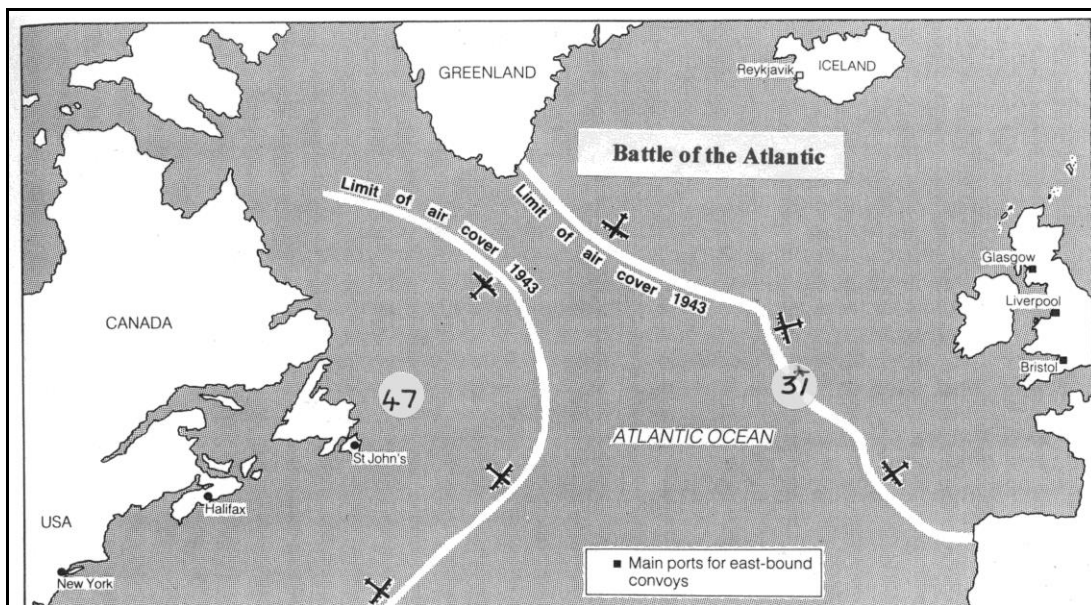 GREENLAND
Reykjavik
ICELAND
Battle of the Atlantic
Limit of air cover 1943
Limit of air cover 1943
Glasgow
Liverpool
Bristol
CANADA
47
ATLANTIC OCEAN
St John's
Halifax
USA
New York
■ Main ports for east-bound
convoys